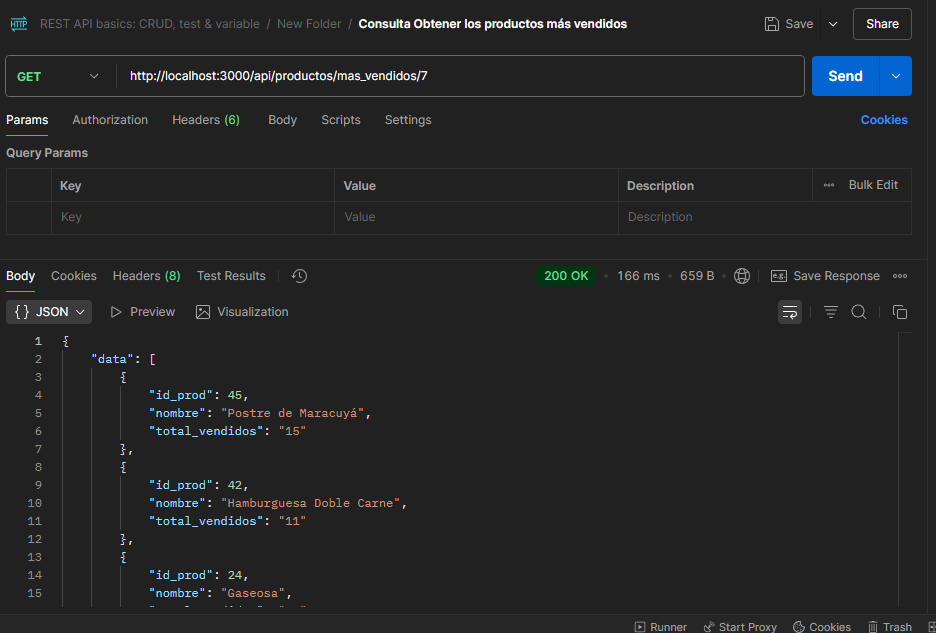 HTTP REST API basics: CRUD, test & variable / New Folder / Consulta Obtener los productos más vendidos Save Share
GET http://localhost:3000/api/productos/mas_vendidos/7 Send
Params Authorization Headers (6) Body Scripts Settings Cookies
Query Params
Key Value Description Bulk Edit
Key Value Description
Body Cookies Headers (8) Test Results 200 OK • 166 ms • 659 B • e.g. Save Response
{ } JSON Preview Visualization
1 {
2 "data": [
3 {
4 "id_prod": 45,
5 "nombre": "Postre de Maracuyá",
6 "total_vendidos": "15"
7 },
8 {
9 "id_prod": 42,
10 "nombre": "Hamburguesa Doble Carne",
11 "total_vendidos": "11"
12 },
13 {
14 "id_prod": 24,
15 "nombre": "Gaseosa",
Runner Start Proxy Cookies Trash